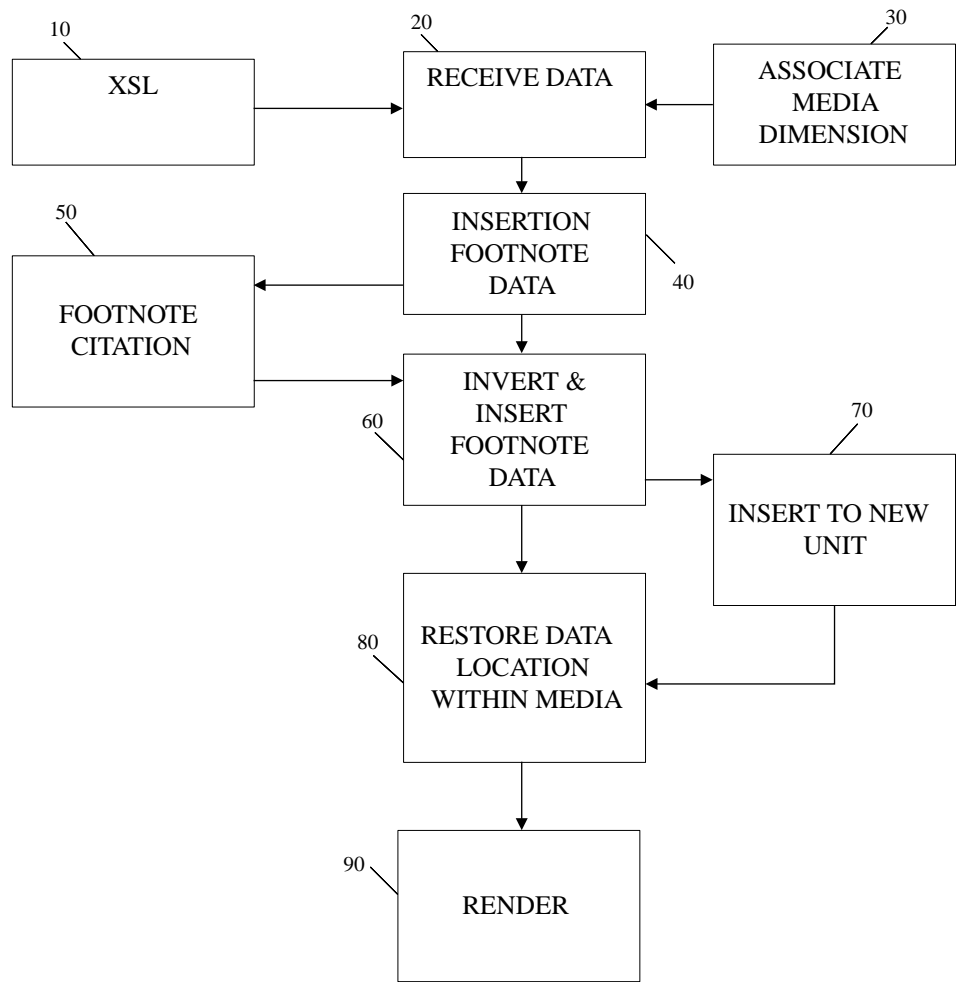 10
XSL
20
RECEIVE DATA
30
ASSOCIATE
MEDIA
DIMENSION
INSERTION
FOOTNOTE
DATA
40
50
FOOTNOTE
CITATION
60
INVERT &
INSERT
FOOTNOTE
DATA
70
INSERT TO NEW
UNIT
80
RESTORE DATA
LOCATION
WITHIN MEDIA
90
RENDER